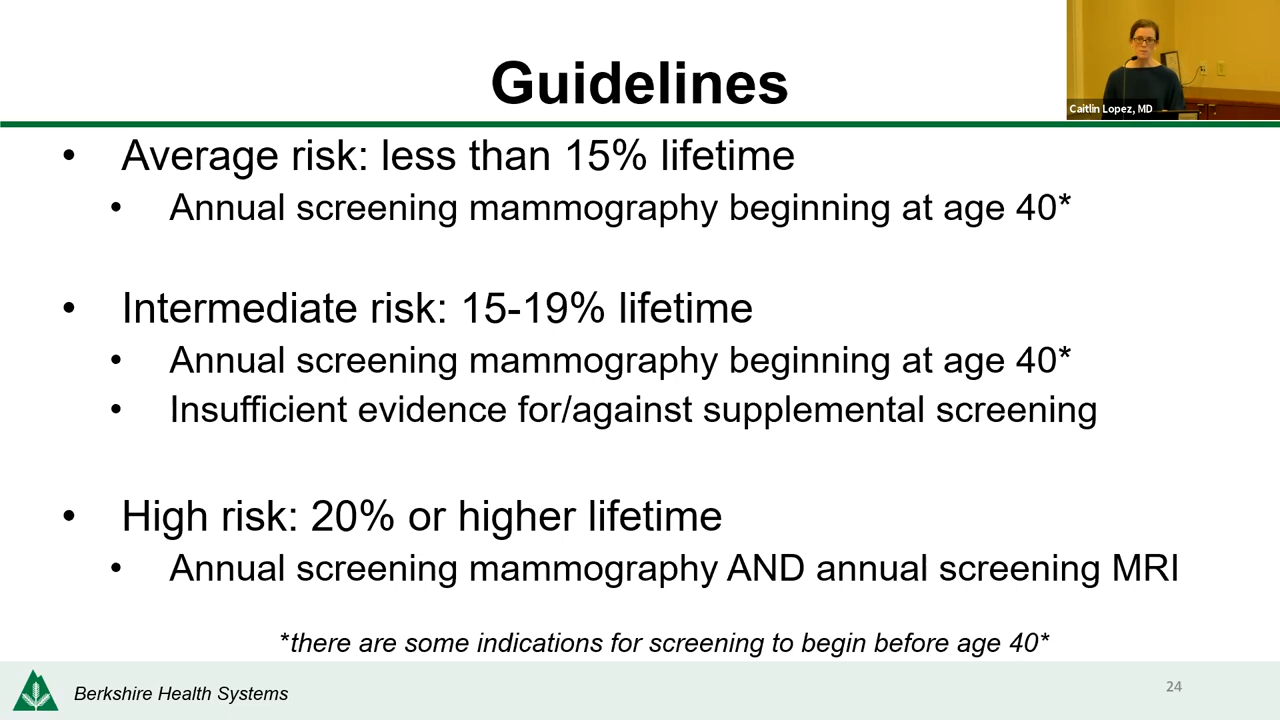 Guidelines
Caitlin Lopez, MD
• Average risk: less than 15% lifetime
• Annual screening mammography beginning at age 40*
• Intermediate risk: 15-19% lifetime
• Annual screening mammography beginning at age 40*
• Insufficient evidence for/against supplemental screening
• High risk: 20% or higher lifetime
• Annual screening mammography AND annual screening MRI
*there are some indications for screening to begin before age 40*
Berkshire Health Systems
24